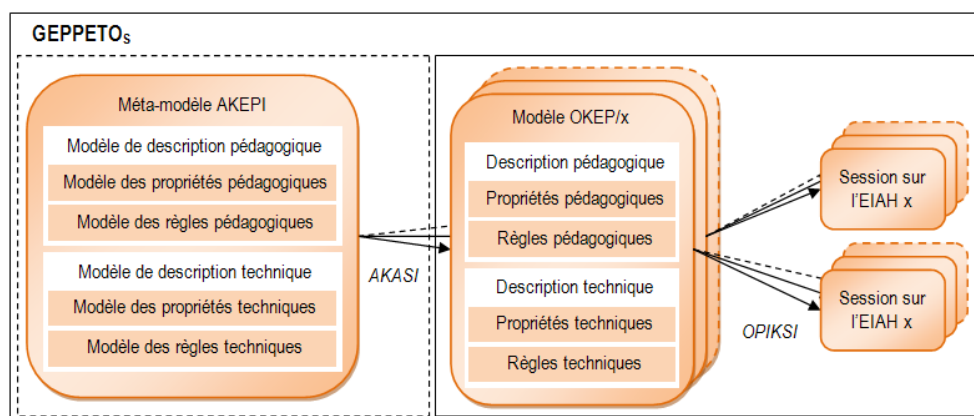 GEPPETOS
Méta-modèle AKEPI
Modèle de description pédagogique
Modèle des propriétés pédagogiques
Modèle des règles pédagogiques
Modèle de description technique
Modèle des propriétés techniques
Modèle des règles techniques
AKASI
Modèle OKEP/x
Description pédagogique
Propriétés pédagogiques
Règles pédagogiques
Description technique
Propriétés techniques
Règles techniques
OPIKSI
Session sur
l'EIAH x
Session sur
l'EIAH x